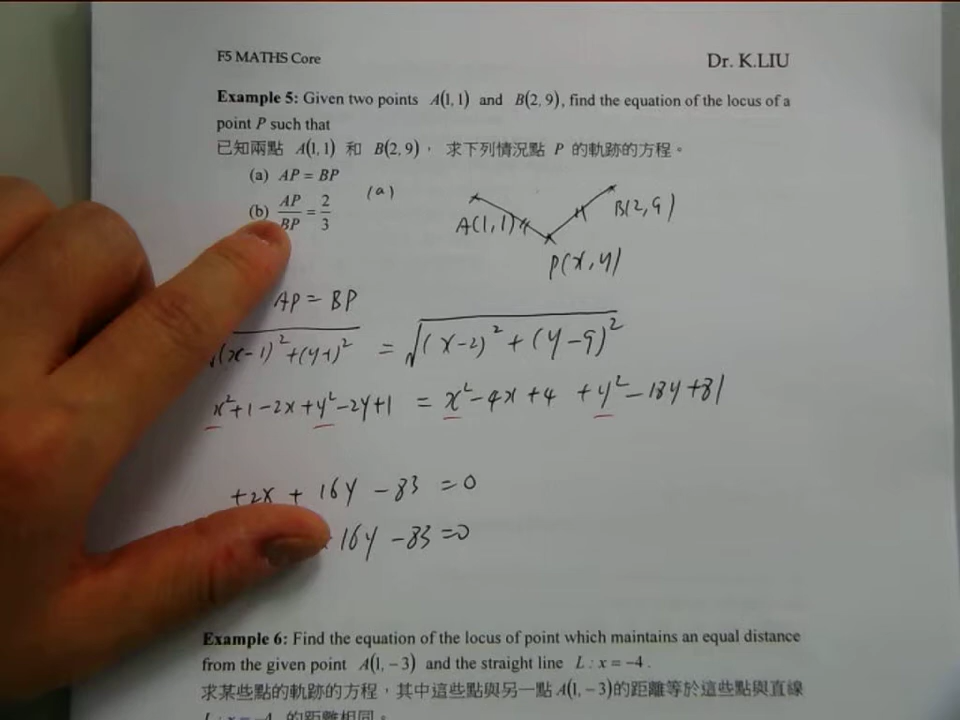 F5 MATHS Core
Dr. K.LIU
Example 5: Given two points A(1, 1) and B(2, 9), find the equation of the locus of a
point P such that
已知兩點 A(1, 1) 和 B(2, 9)， 求下列情況點 P 的軌跡的方程。
(a) AP = BP
(b) AP/BP = 2/3
(a)
A(1,1)
B(2,9)
P(x,y)
AP = BP
√(x-1)²+(y-1)² = √(x-2)²+(y-9)²
x²+1-2x+y²-2y+1 = x²-4x+4 +y²-18y+81
+2x + 16y -83 =0
16y -83 =0
Example 6: Find the equation of the locus of point which maintains an equal distance
from the given point A(1, −3) and the straight line L : x = −4 .
求某些點的軌跡的方程，其中這些點與另一點 A(1, −3)的距離等於這些點與直線
L : x = −4 的距離相同。